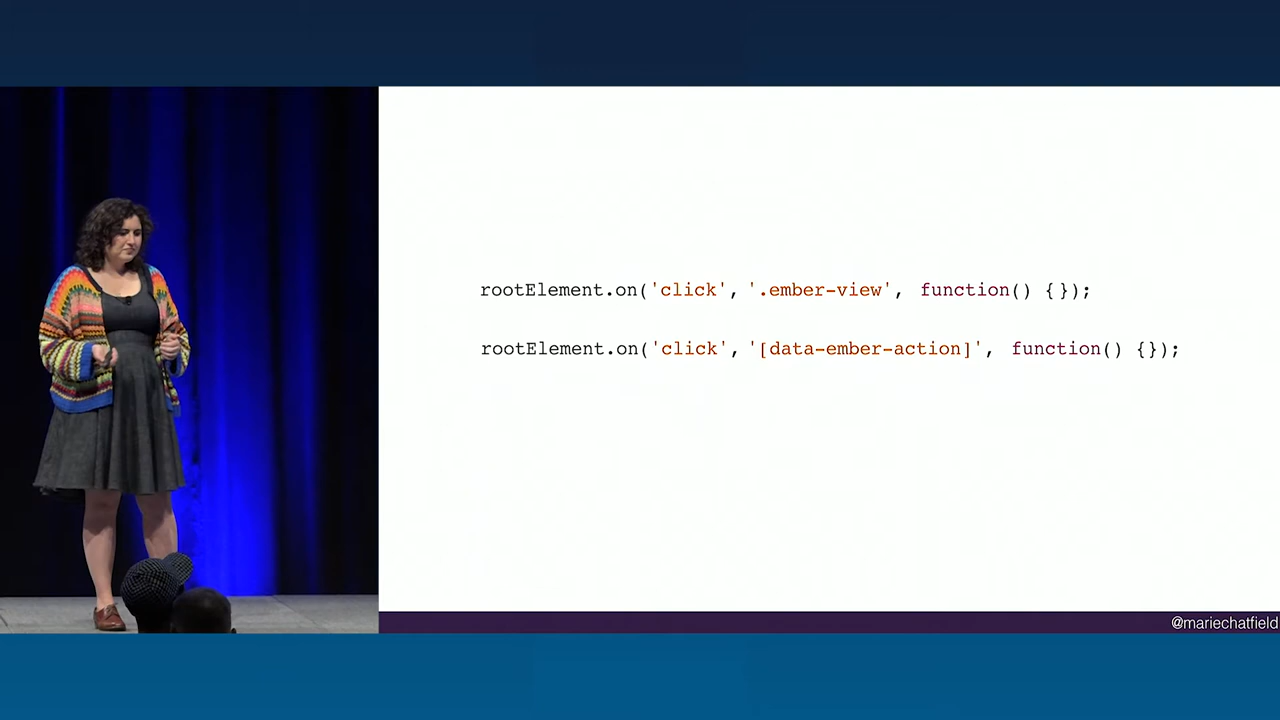 rootElement.on('click', '.ember-view', function() {});
rootElement.on('click', '[data-ember-action]', function() {});
@mariechatfield